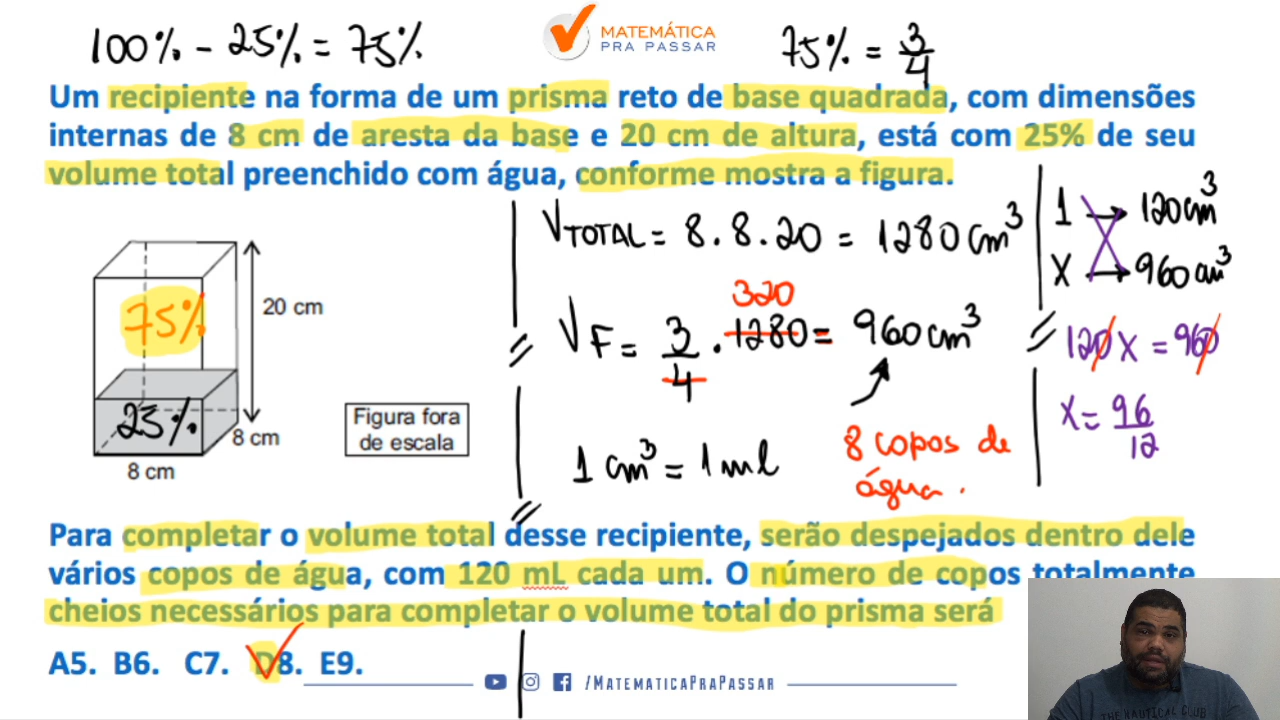 100% - 25% = 75%
MATEMÁTICA
PRA PASSAR
75% = 3/4
Um recipiente na forma de um prisma reto de base quadrada, com dimensões
internas de 8 cm de aresta da base e 20 cm de altura, está com 25% de seu
volume total preenchido com água, conforme mostra a figura.
75%
25%
20 cm
8 cm
8 cm
Figura fora
de escala
VTOTAL = 8.8.20 = 1280 cm³
320
VF = 3/4 . 1280 = 960 cm³
1 cm³ = 1 ml
8 copos de
água.
1 → 120 cm³
X → 960 cm³
120x = 960
x = 96/12
Para completar o volume total desse recipiente, serão despejados dentro dele
vários copos de água, com 120 mL cada um. O número de copos totalmente
cheios necessários para completar o volume total do prisma será
A5. B6. C7. D8. E9.
/MATEMATICAPRAPASSAR
THE NAUTICAL CLUB